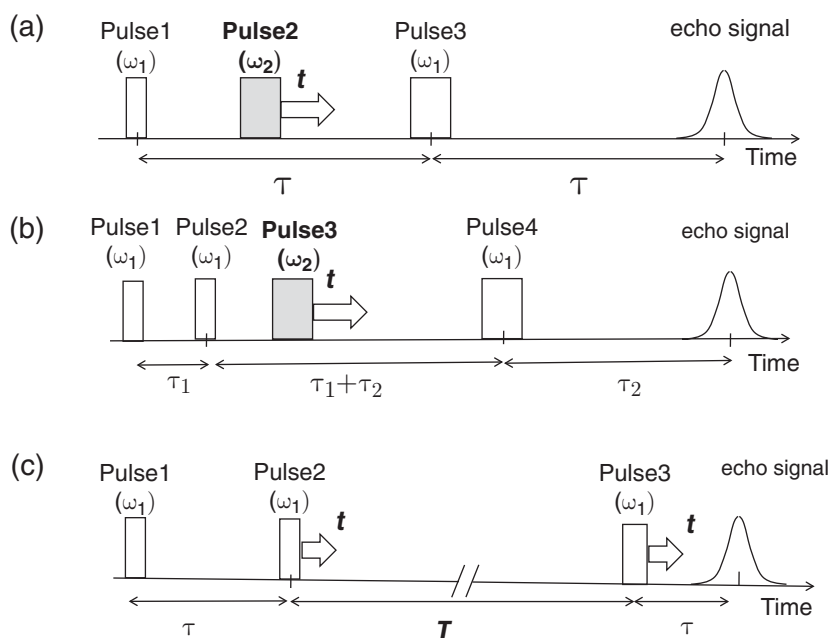 (a)
Pulse1 Pulse2 Pulse3 echo signal
(ω1) (ω2) (ω1)
t
Time
τ τ
(b)
Pulse1 Pulse2 Pulse3 Pulse4 echo signal
(ω1) (ω1) (ω2) (ω1)
t
Time
τ1 τ1+τ2 τ2
(c)
Pulse1 Pulse2 Pulse3 echo signal
(ω1) (ω1) (ω1)
t t
Time
τ T τ